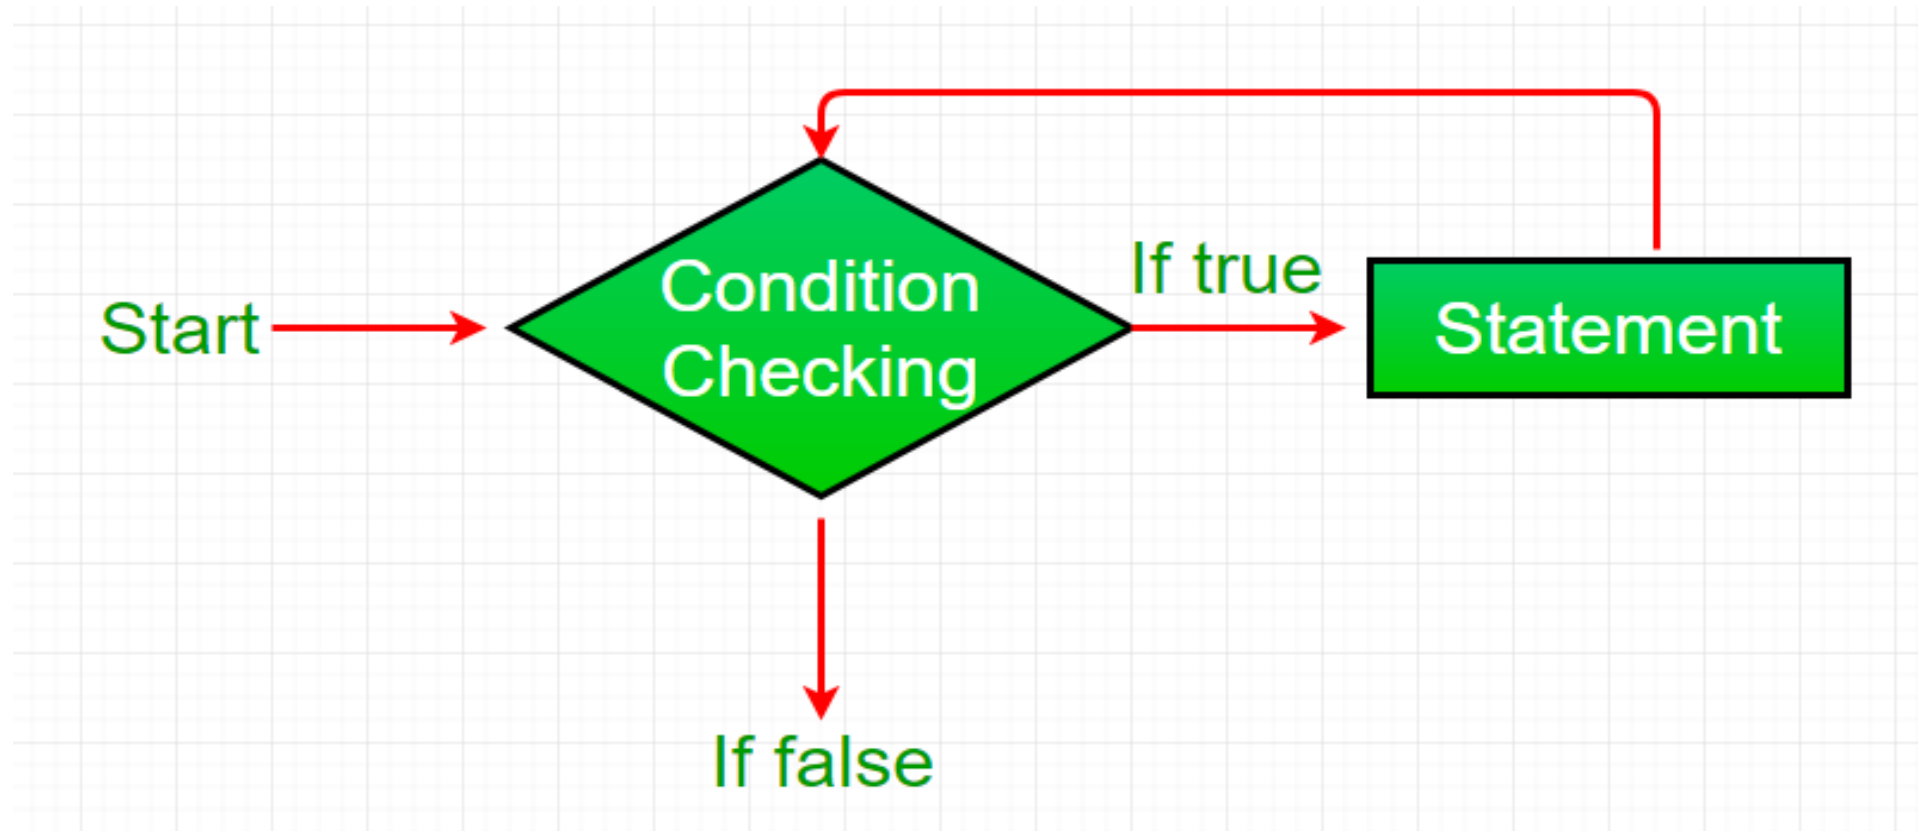 Start
Condition
Checking
If true
Statement
If false